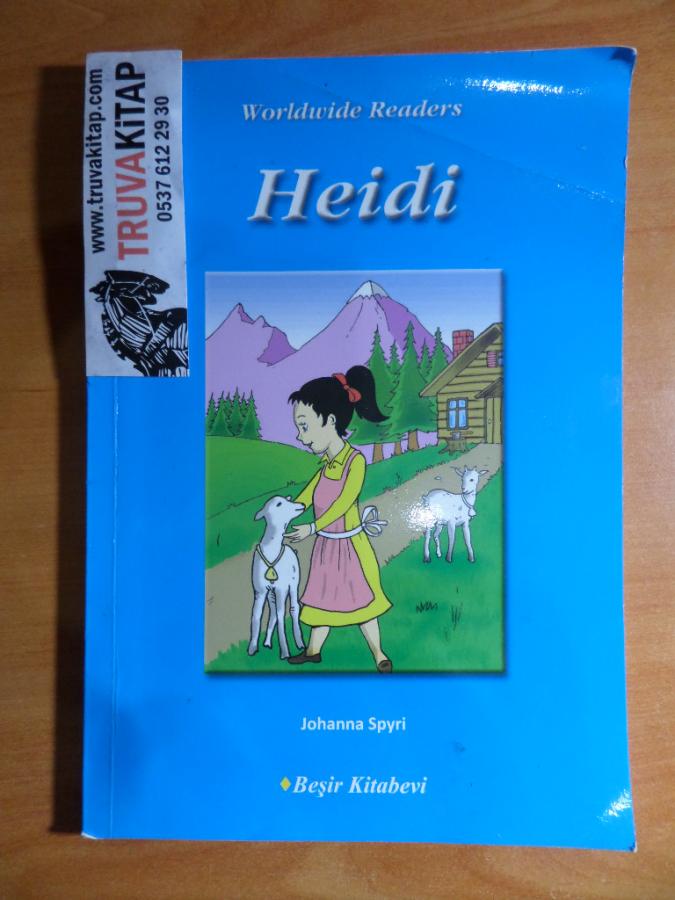 www.truvakitap.com
TRUVAKİTAP
0537 612 29 30
Worldwide Readers
Heidi
Johanna Spyri
Beşir Kitabevi